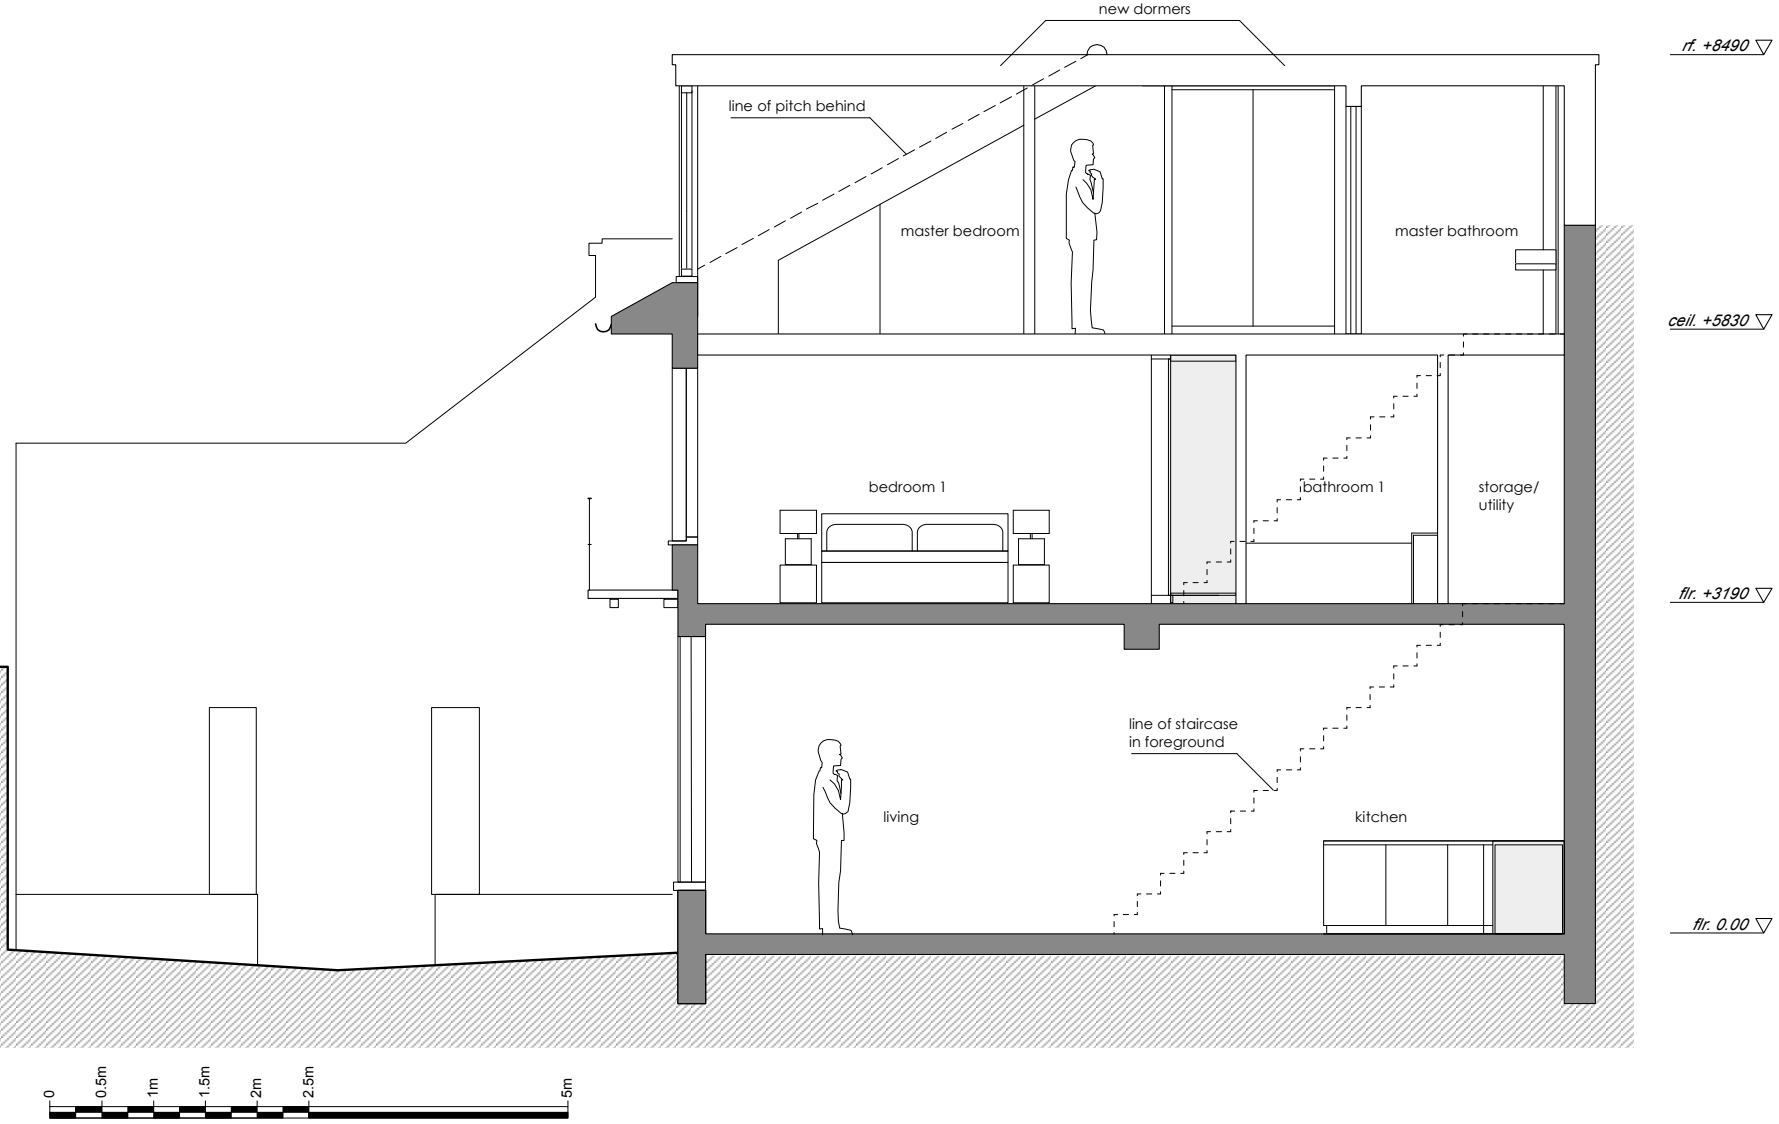 new dormers
rf. +8490
line of pitch behind
master bedroom
master bathroom
ceil. +5830
bedroom 1
bathroom 1
storage/
utility
flr. +3190
line of staircase
in foreground
living
kitchen
flr. 0.00
0
0.5m
1m
1.5m
2m
2.5m
5m